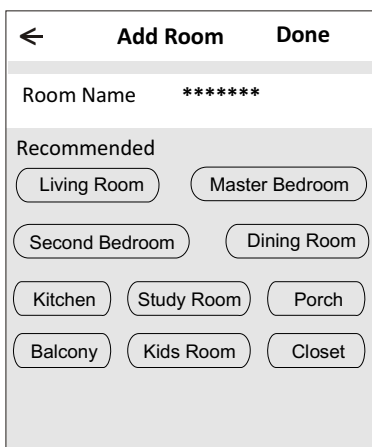 Add Room Done
Room Name *******
Recommended
Living Room Master Bedroom
Second Bedroom Dining Room
Kitchen Study Room Porch
Balcony Kids Room Closet